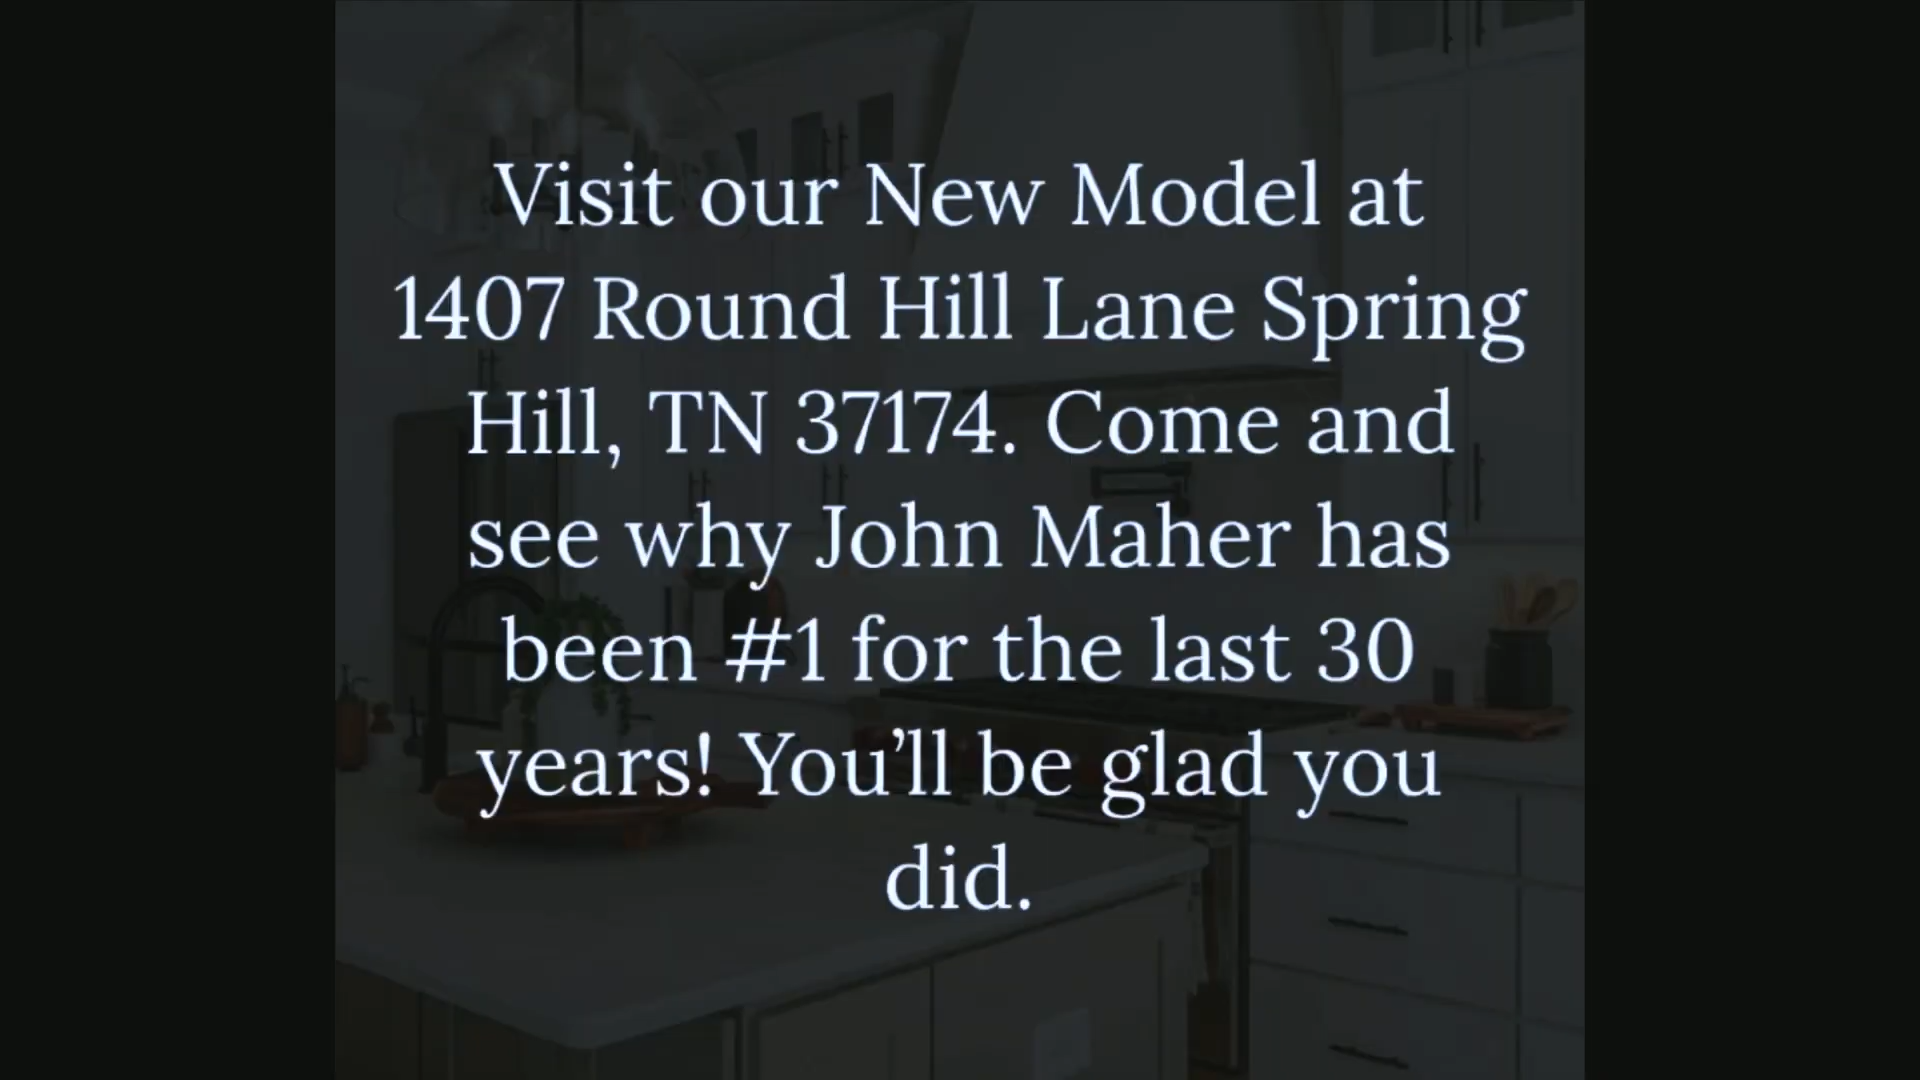 Visit our New Model at
1407 Round Hill Lane Spring
Hill, TN 37174. Come and
see why John Maher has
been #1 for the last 30
years! You’ll be glad you
did.